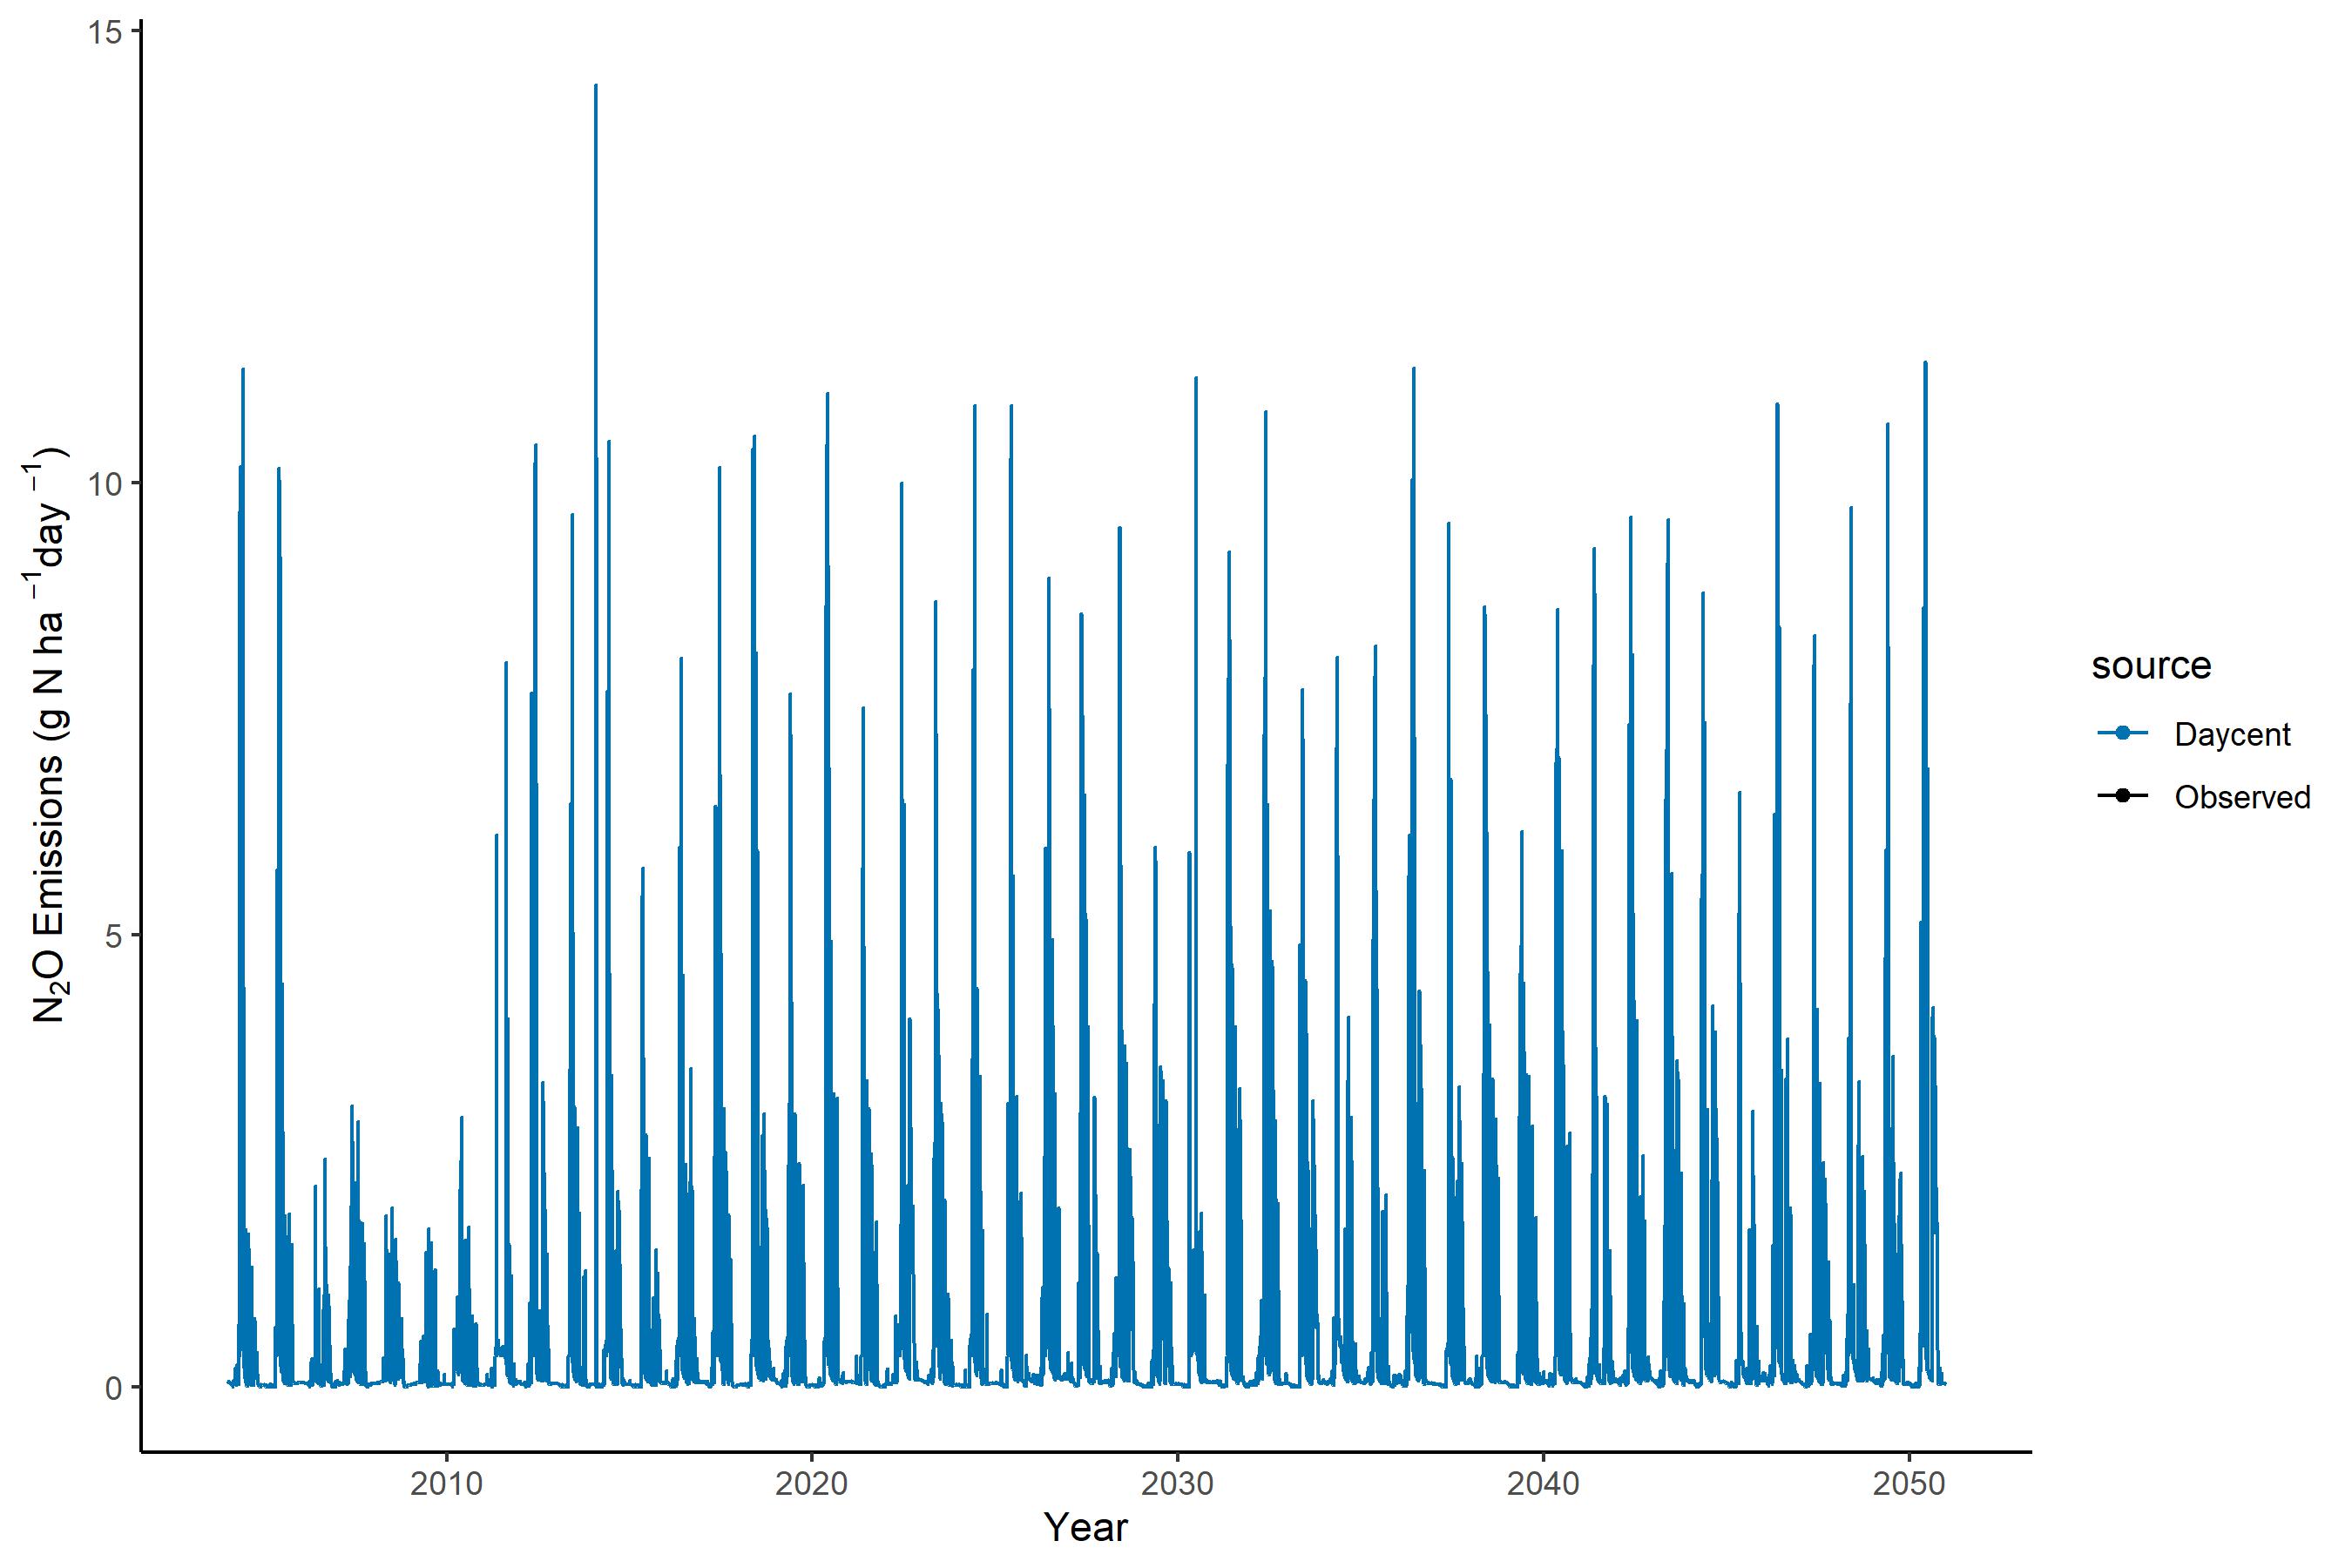 15
10
5
0
N₂O Emissions (g N ha ⁻¹day ⁻¹)
2010 2020 2030 2040 2050
Year
source
Daycent
Observed